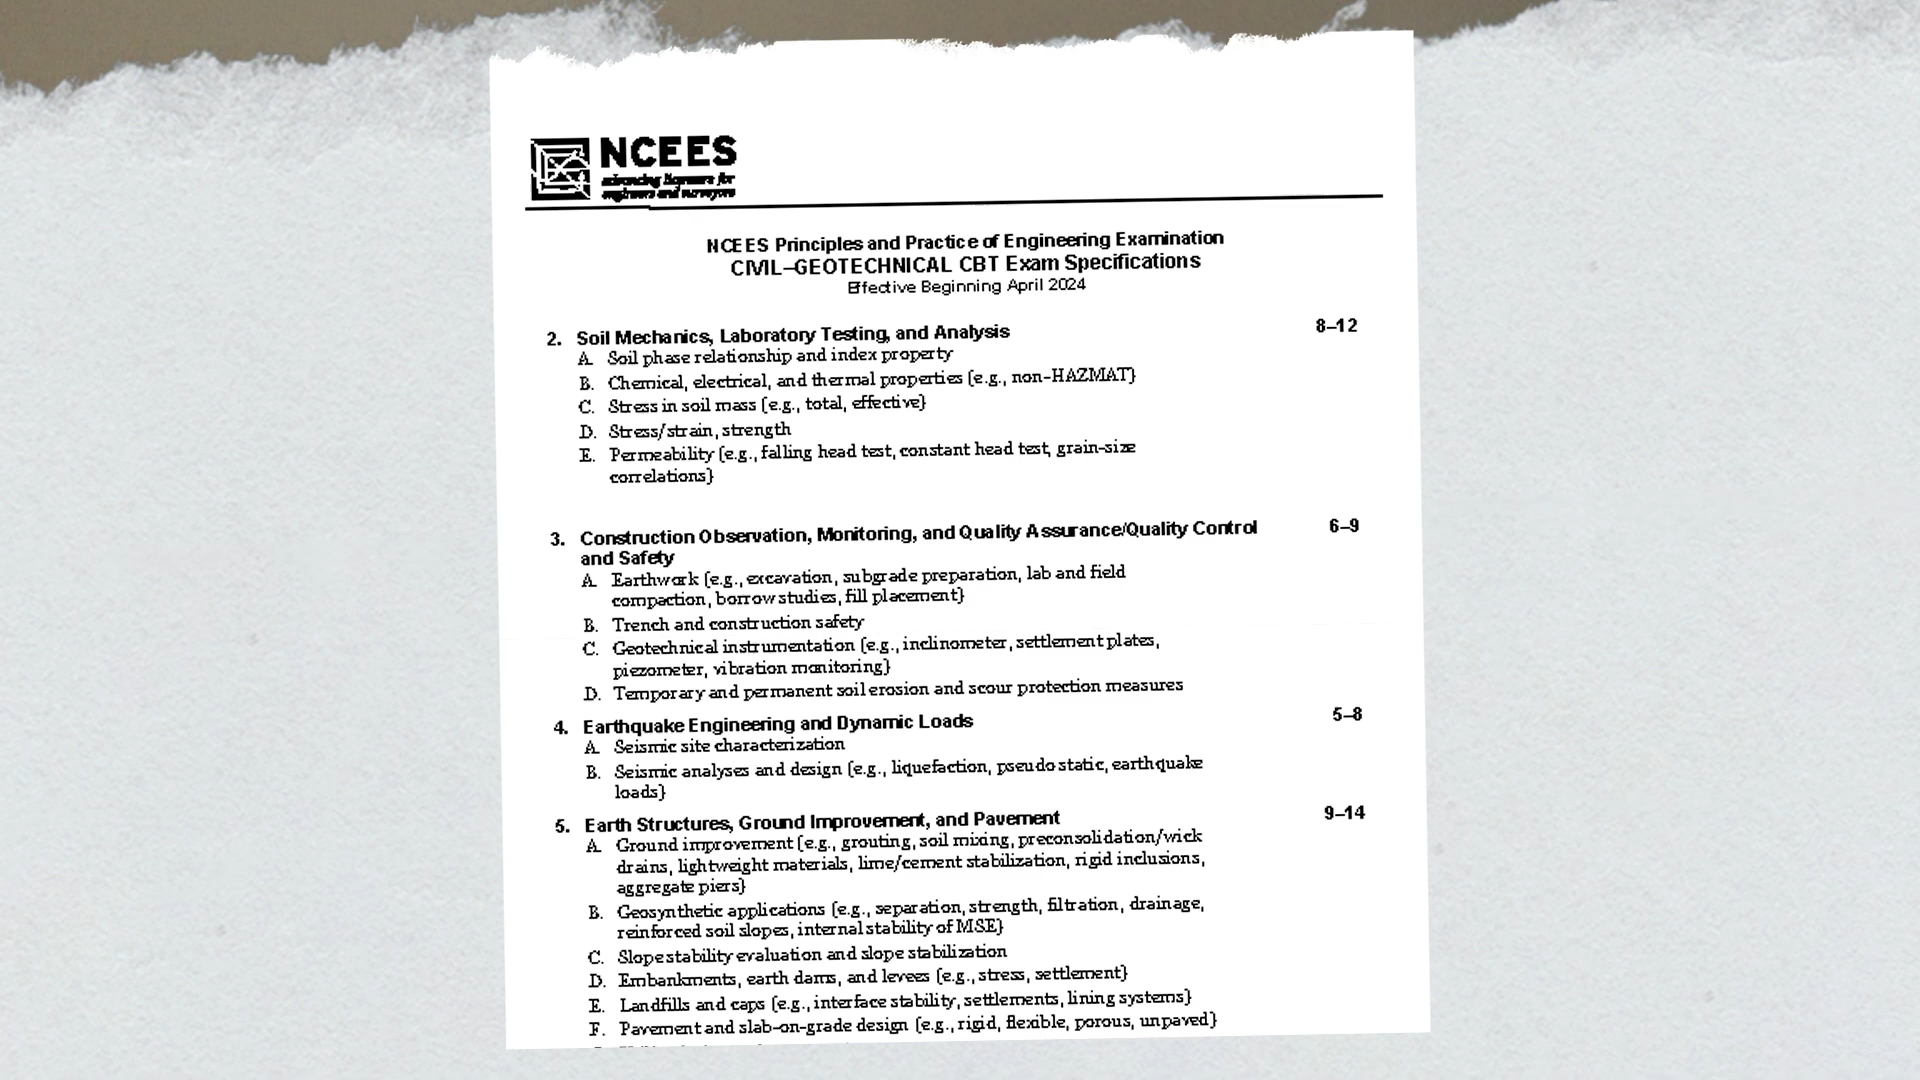 NCEES
advancing licensure for
engineers and surveyors
NCEES Principles and Practice of Engineering Examination
CIVIL–GEOTECHNICAL CBT Exam Specifications
Effective Beginning April 2024
2. Soil Mechanics, Laboratory Testing, and Analysis 8–12
A. Soil phase relationship and index property
B. Chemical, electrical, and thermal properties (e.g., non-HAZMAT)
C. Stress in soil mass (e.g., total, effective)
D. Stress/strain, strength
E. Permeability (e.g., falling head test, constant head test, grain-size
correlations)
3. Construction Observation, Monitoring, and Quality Assurance/Quality Control 6–9
and Safety
A. Earthwork (e.g., excavation, subgrade preparation, lab and field
compaction, borrow studies, fill placement)
B. Trench and construction safety
C. Geotechnical instrumentation (e.g., inclinometer, settlement plates,
piezometer, vibration monitoring)
D. Temporary and permanent soil erosion and scour protection measures
4. Earthquake Engineering and Dynamic Loads 5–8
A. Seismic site characterization
B. Seismic analyses and design (e.g., liquefaction, pseudo static, earthquake
loads)
5. Earth Structures, Ground Improvement, and Pavement 9–14
A. Ground improvement (e.g., grouting, soil mixing, preconsolidation/wick
drains, lightweight materials, lime/cement stabilization, rigid inclusions,
aggregate piers)
B. Geosynthetic applications (e.g., separation, strength, filtration, drainage,
reinforced soil slopes, internal stability of MSE)
C. Slope stability evaluation and slope stabilization
D. Embankments, earth dams, and levees (e.g., stress, settlement)
E. Landfills and caps (e.g., interface stability, settlements, lining systems)
F. Pavement and slab-on-grade design (e.g., rigid, flexible, porous, unpaved)